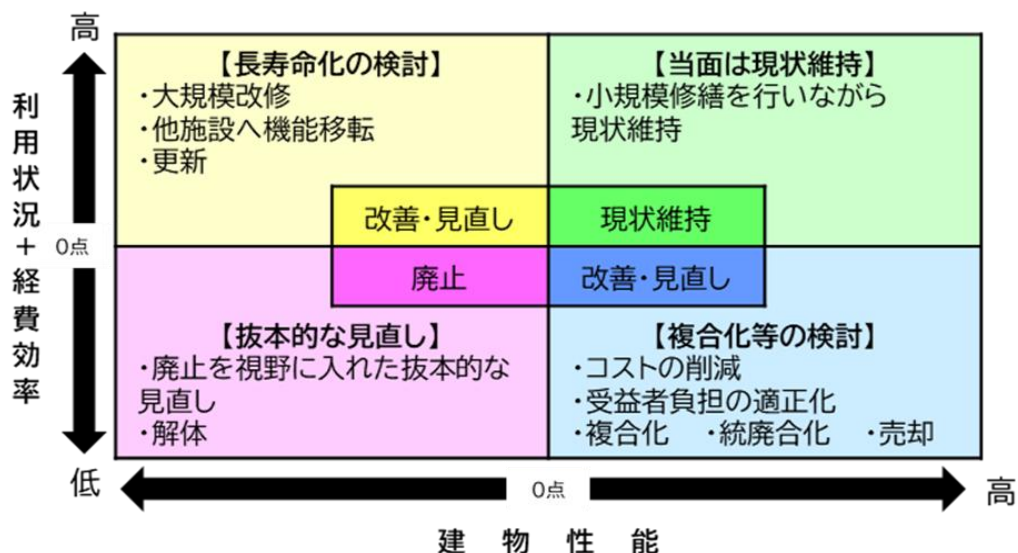 高
利用状況+経費効率
0点
低
【長寿命化の検討】
・大規模改修
・他施設へ機能移転
・更新
改善・見直し
【当面は現状維持】
・小規模修繕を行いながら
現状維持
現状維持
廃止
【抜本的な見直し】
・廃止を視野に入れた抜本的な
見直し
・解体
改善・見直し
【複合化等の検討】
・コストの削減
・受益者負担の適正化
・複合化 ・統廃合化 ・売却
0点
高
建物性能